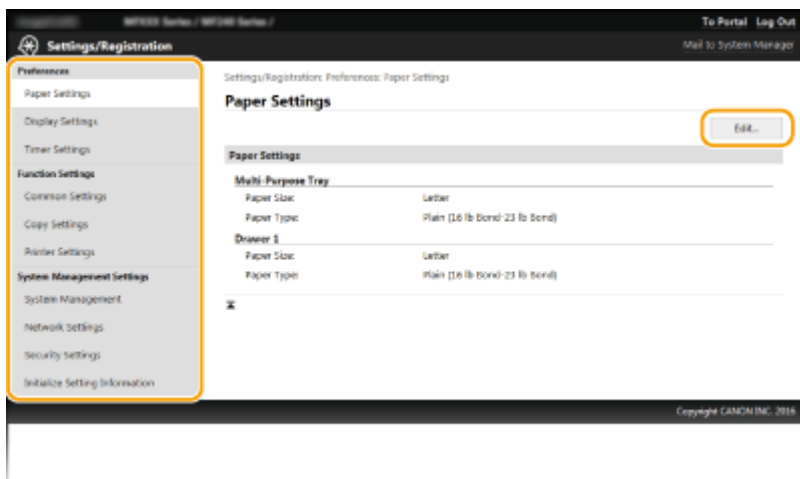 To Portal Log Out
Settings/Registration
Mail to System Manager
Preferences
Paper Settings
Display Settings
Timer Settings
Function Settings
Common Settings
Copy Settings
Printer Settings
System Management Settings
System Management
Network Settings
Security Settings
Initialize Setting Information
Settings/Registration: Preferences: Paper Settings
Paper Settings
Edit...
Paper Settings
Multi-Purpose Tray
Paper Size: Letter
Paper Type: Plain (16 lb Bond-23 lb Bond)
Drawer 1
Paper Size: Letter
Paper Type: Plain (16 lb Bond-23 lb Bond)
Copyright CANON INC. 2016